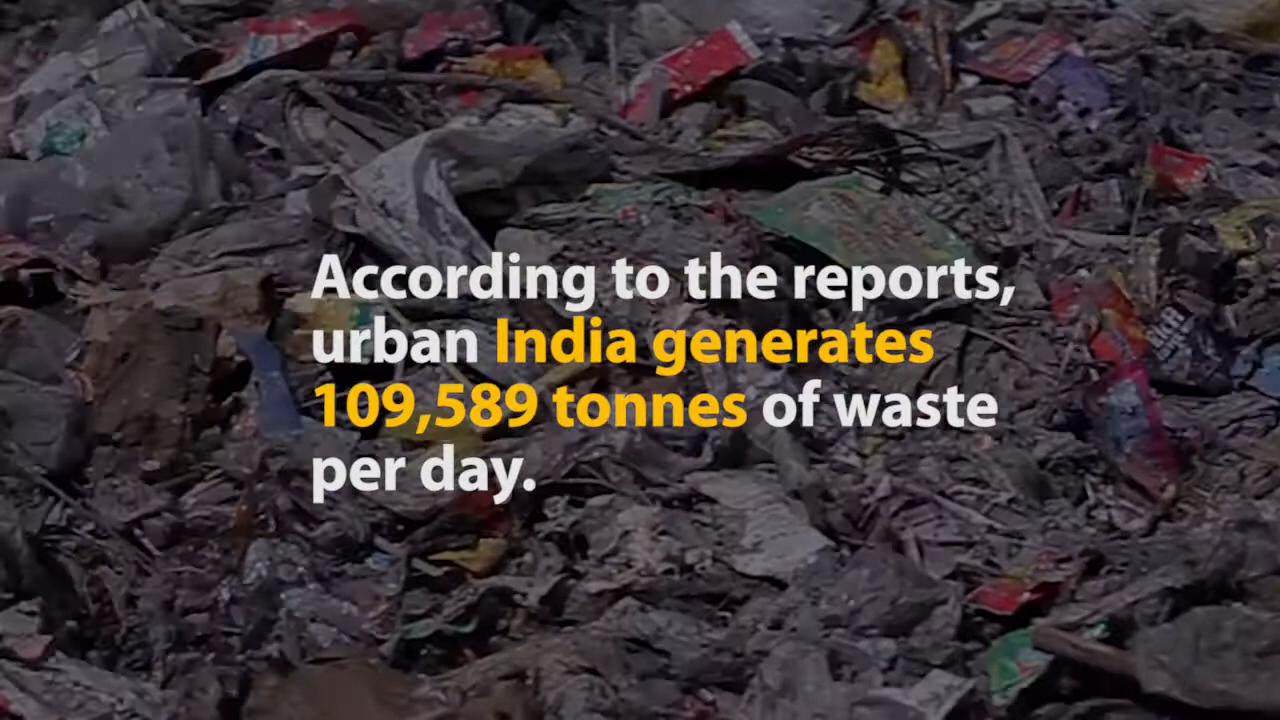 According to the reports,
urban India generates
109,589 tonnes of waste
per day.